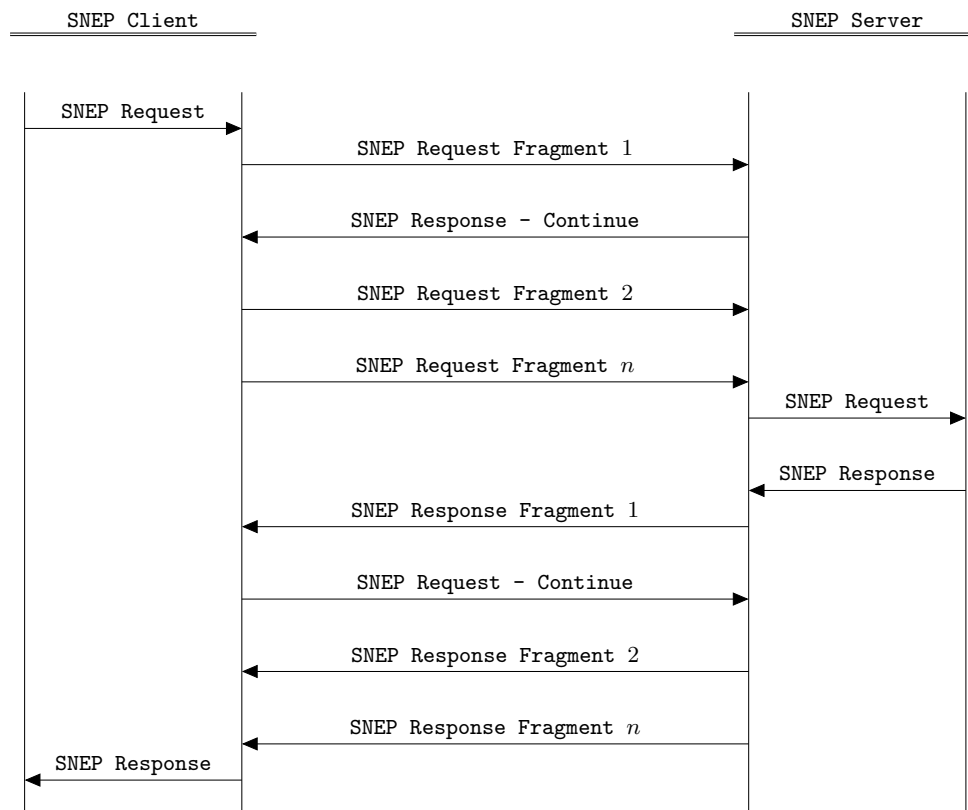 SNEP Client
SNEP Server
SNEP Request
SNEP Request Fragment 1
SNEP Response - Continue
SNEP Request Fragment 2
SNEP Request Fragment n
SNEP Request
SNEP Response
SNEP Response Fragment 1
SNEP Request - Continue
SNEP Response Fragment 2
SNEP Response Fragment n
SNEP Response